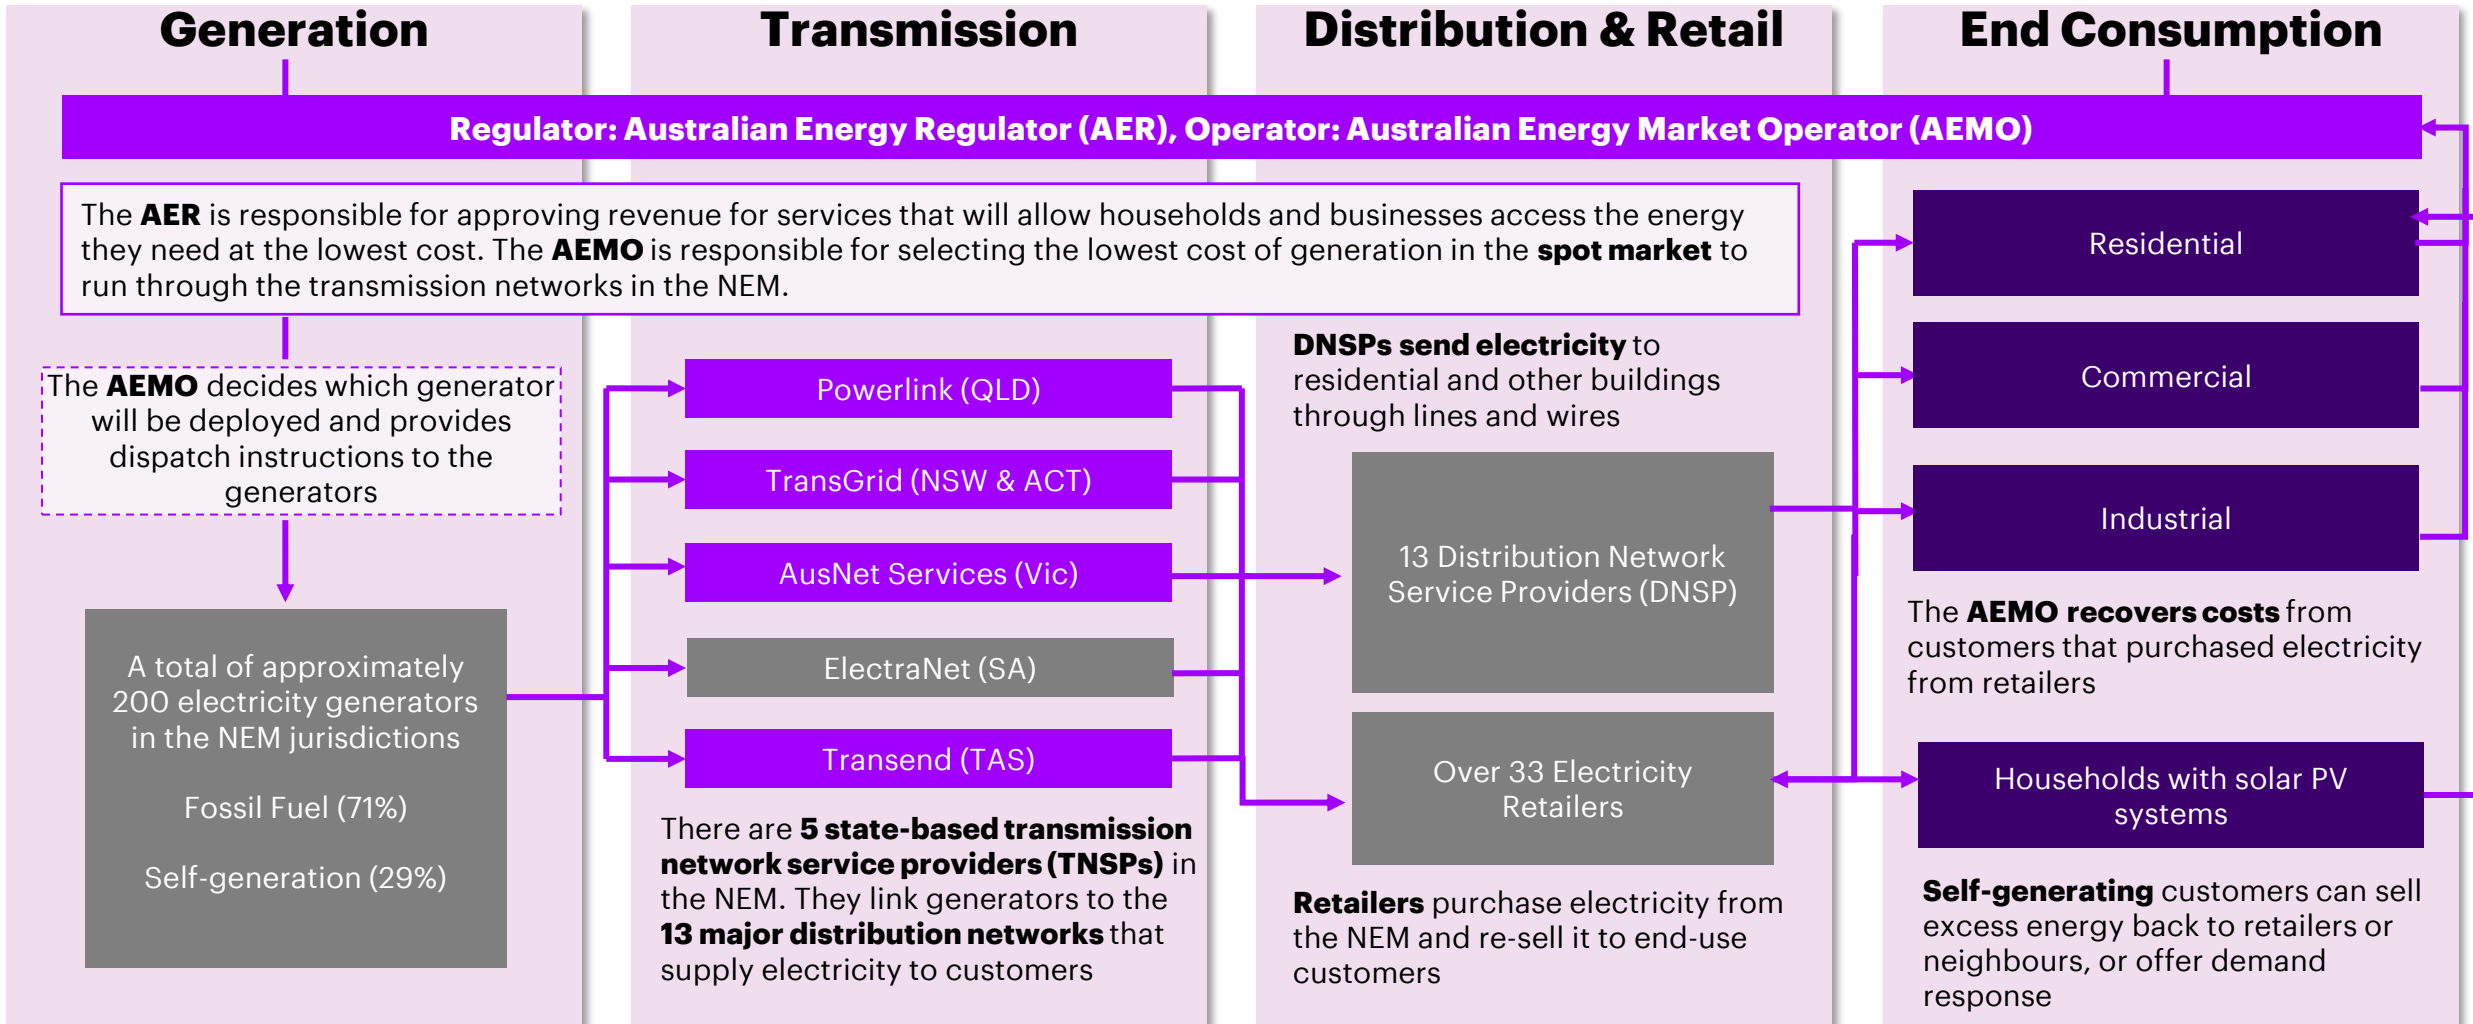 Generation
Transmission
Distribution & Retail
End Consumption
Regulator: Australian Energy Regulator (AER), Operator: Australian Energy Market Operator (AEMO)
The AER is responsible for approving revenue for services that will allow households and businesses access the energy
they need at the lowest cost. The AEMO is responsible for selecting the lowest cost of generation in the spot market to
run through the transmission networks in the NEM.
The AEMO decides which generator
will be deployed and provides
dispatch instructions to the
generators
A total of approximately
200 electricity generators
in the NEM jurisdictions
Fossil Fuel (71%)
Self-generation (29%)
Powerlink (QLD)
TransGrid (NSW & ACT)
AusNet Services (Vic)
ElectraNet (SA)
Transend (TAS)
There are 5 state-based transmission
network service providers (TNSPs) in
the NEM. They link generators to the
13 major distribution networks that
supply electricity to customers
DNSPs send electricity to
residential and other buildings
through lines and wires
13 Distribution Network
Service Providers (DNSP)
Over 33 Electricity
Retailers
Retailers purchase electricity from
the NEM and re-sell it to end-use
customers
Residential
Commercial
Industrial
The AEMO recovers costs from
customers that purchased electricity
from retailers
Households with solar PV
systems
Self-generating customers can sell
excess energy back to retailers or
neighbours, or offer demand
response